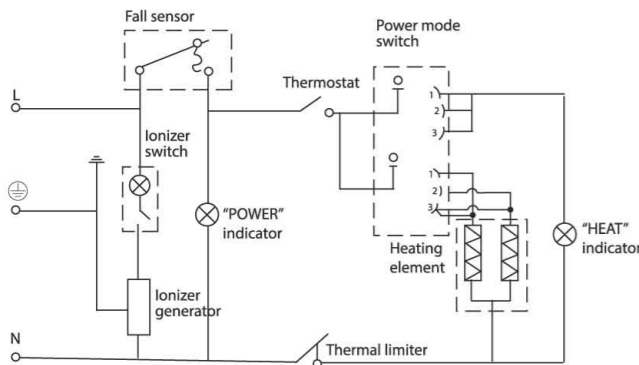 Fall sensor
Power mode
switch
Thermostat
L
Ionizer
switch
1
2
3
1
2
3
"POWER"
indicator
Heating
element
"HEAT"
indicator
Ionizer
generator
N
Thermal limiter